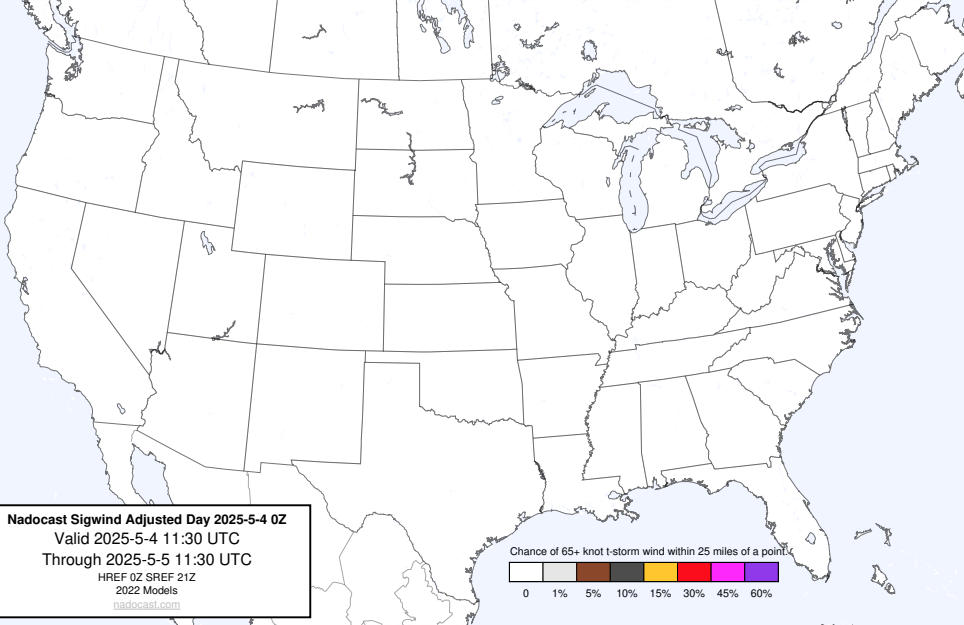 Nadocast Sigwind Adjusted Day 2025-5-4 0Z
Valid 2025-5-4 11:30 UTC
Through 2025-5-5 11:30 UTC
HREF 0Z SREF 21Z
2022 Models
nadocast.com
Chance of 65+ knot t-storm wind within 25 miles of a point.
0 1% 5% 10% 15% 30% 45% 60%